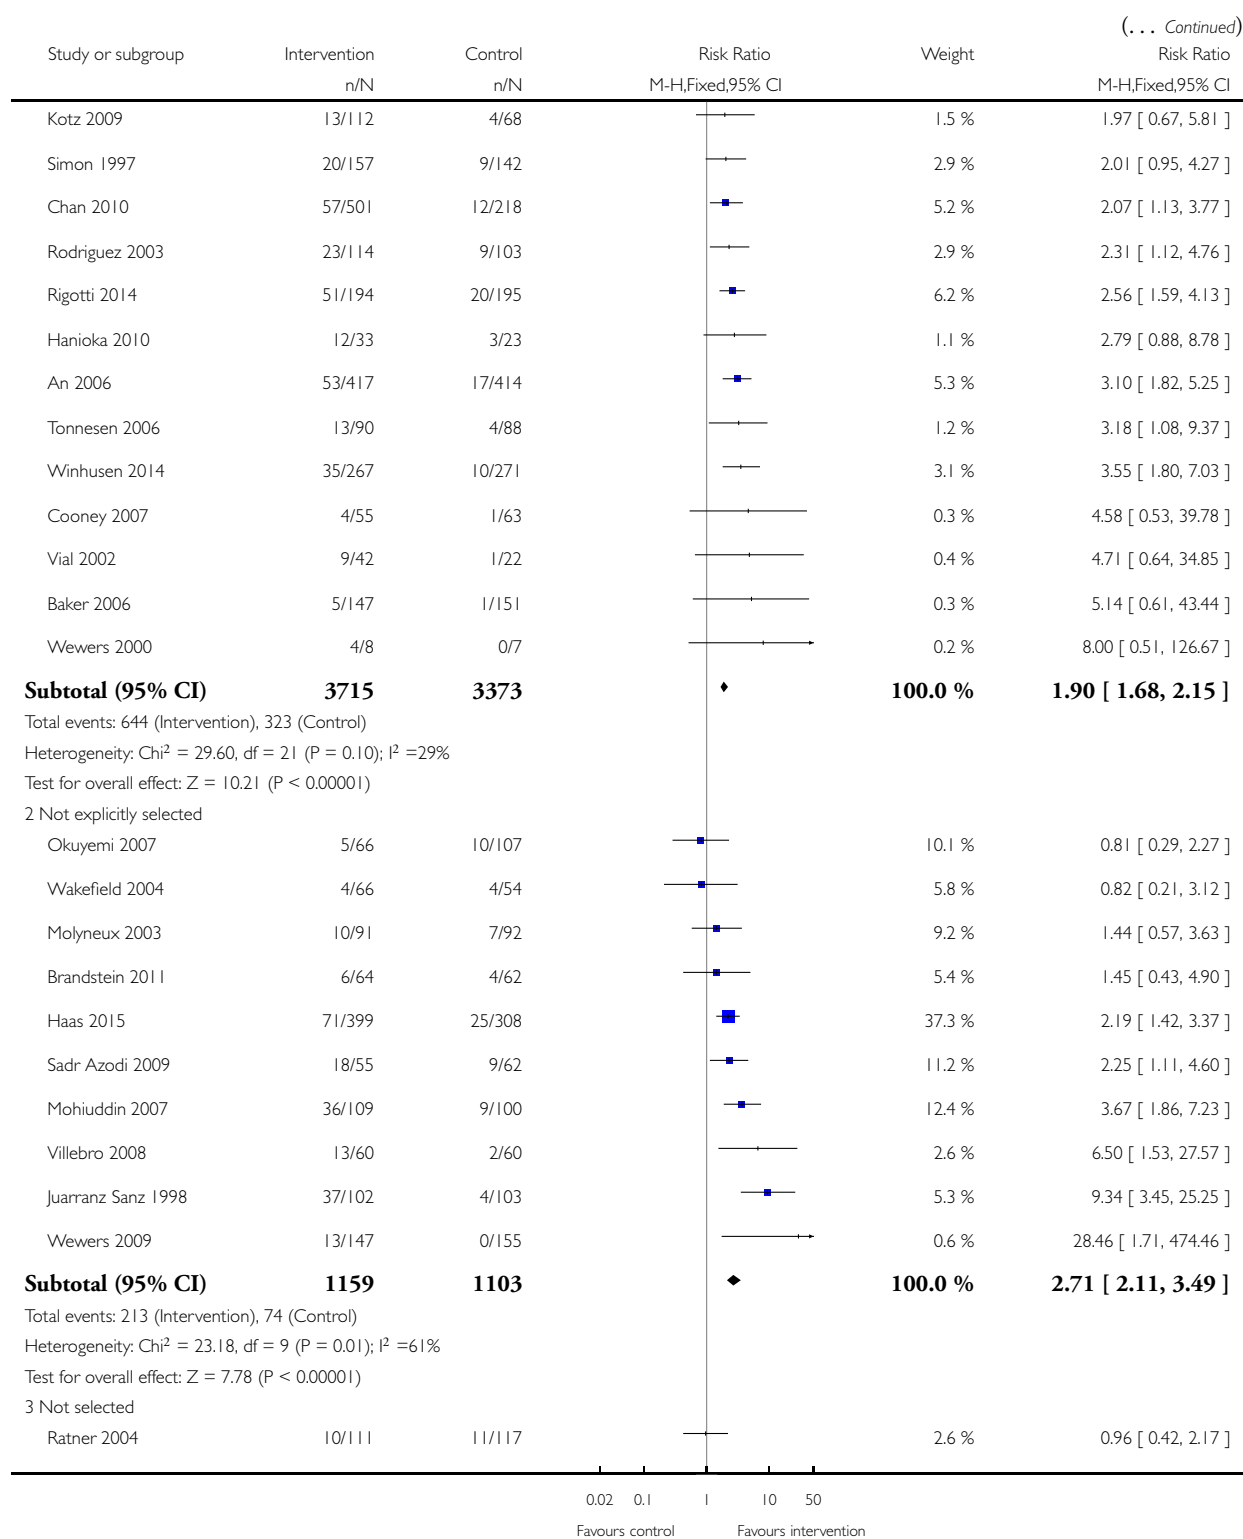 (... Continued)
Study or subgroup Intervention Control Risk Ratio Weight Risk Ratio
n/N n/N M-H,Fixed,95% CI M-H,Fixed,95% CI
Kotz 2009 13/112 4/68 1.5 % 1.97 [ 0.67, 5.81 ]
Simon 1997 20/157 9/142 2.9 % 2.01 [ 0.95, 4.27 ]
Chan 2010 57/501 12/218 5.2 % 2.07 [ 1.13, 3.77 ]
Rodriguez 2003 23/114 9/103 2.9 % 2.31 [ 1.12, 4.76 ]
Rigotti 2014 51/194 20/195 6.2 % 2.56 [ 1.59, 4.13 ]
Hanioka 2010 12/33 3/23 1.1 % 2.79 [ 0.88, 8.78 ]
An 2006 53/417 17/414 5.3 % 3.10 [ 1.82, 5.25 ]
Tonnesen 2006 13/90 4/88 1.2 % 3.18 [ 1.08, 9.37 ]
Winhusen 2014 35/267 10/271 3.1 % 3.55 [ 1.80, 7.03 ]
Cooney 2007 4/55 1/63 0.3 % 4.58 [ 0.53, 39.78 ]
Vial 2002 9/42 1/22 0.4 % 4.71 [ 0.64, 34.85 ]
Baker 2006 5/147 1/151 0.3 % 5.14 [ 0.61, 43.44 ]
Wewers 2000 4/8 0/7 0.2 % 8.00 [ 0.51, 126.67 ]
Subtotal (95% CI) 3715 3373 100.0 % 1.90 [ 1.68, 2.15 ]
Total events: 644 (Intervention), 323 (Control)
Heterogeneity: Chi² = 29.60, df = 21 (P = 0.10); I² =29%
Test for overall effect: Z = 10.21 (P < 0.00001)
2 Not explicitly selected
Okuyemi 2007 5/66 10/107 10.1 % 0.81 [ 0.29, 2.27 ]
Wakefield 2004 4/66 4/54 5.8 % 0.82 [ 0.21, 3.12 ]
Molyneux 2003 10/91 7/92 9.2 % 1.44 [ 0.57, 3.63 ]
Brandstein 2011 6/64 4/62 5.4 % 1.45 [ 0.43, 4.90 ]
Haas 2015 71/399 25/308 37.3 % 2.19 [ 1.42, 3.37 ]
Sadr Azodi 2009 18/55 9/62 11.2 % 2.25 [ 1.11, 4.60 ]
Mohiuddin 2007 36/109 9/100 12.4 % 3.67 [ 1.86, 7.23 ]
Villebro 2008 13/60 2/60 2.6 % 6.50 [ 1.53, 27.57 ]
Juarranz Sanz 1998 37/102 4/103 5.3 % 9.34 [ 3.45, 25.25 ]
Wewers 2009 13/147 0/155 0.6 % 28.46 [ 1.71, 474.46 ]
Subtotal (95% CI) 1159 1103 100.0 % 2.71 [ 2.11, 3.49 ]
Total events: 213 (Intervention), 74 (Control)
Heterogeneity: Chi² = 23.18, df = 9 (P = 0.01); I² =61%
Test for overall effect: Z = 7.78 (P < 0.00001)
3 Not selected
Ratner 2004 10/111 11/117 2.6 % 0.96 [ 0.42, 2.17 ]
0.02 0.1 1 10 50
Favours control Favours intervention